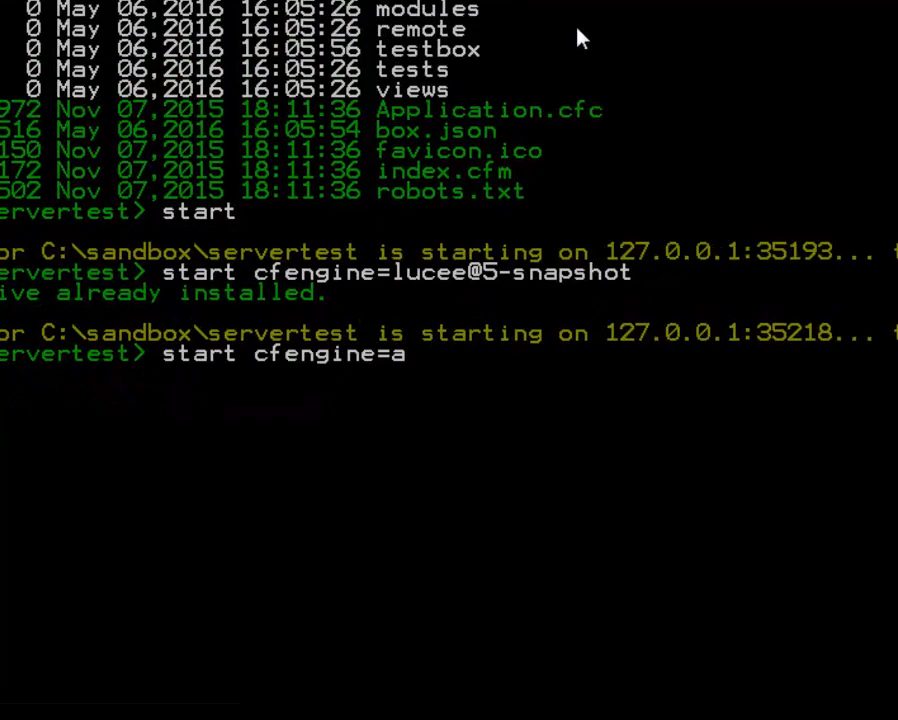 0 May 06,2016 16:05:26 modules
0 May 06,2016 16:05:26 remote
0 May 06,2016 16:05:56 testbox
0 May 06,2016 16:05:26 tests
0 May 06,2016 16:05:26 views
972 Nov 07,2015 18:11:36 Application.cfc
516 May 06,2016 16:05:54 box.json
150 Nov 07,2015 18:11:36 favicon.ico
172 Nov 07,2015 18:11:36 index.cfm
502 Nov 07,2015 18:11:36 robots.txt
ervertest> start
or C:\sandbox\servertest is starting on 127.0.0.1:35193... t
ervertest> start cfengine=lucee@5-snapshot
ive already installed.
or C:\sandbox\servertest is starting on 127.0.0.1:35218... t
ervertest> start cfengine=a